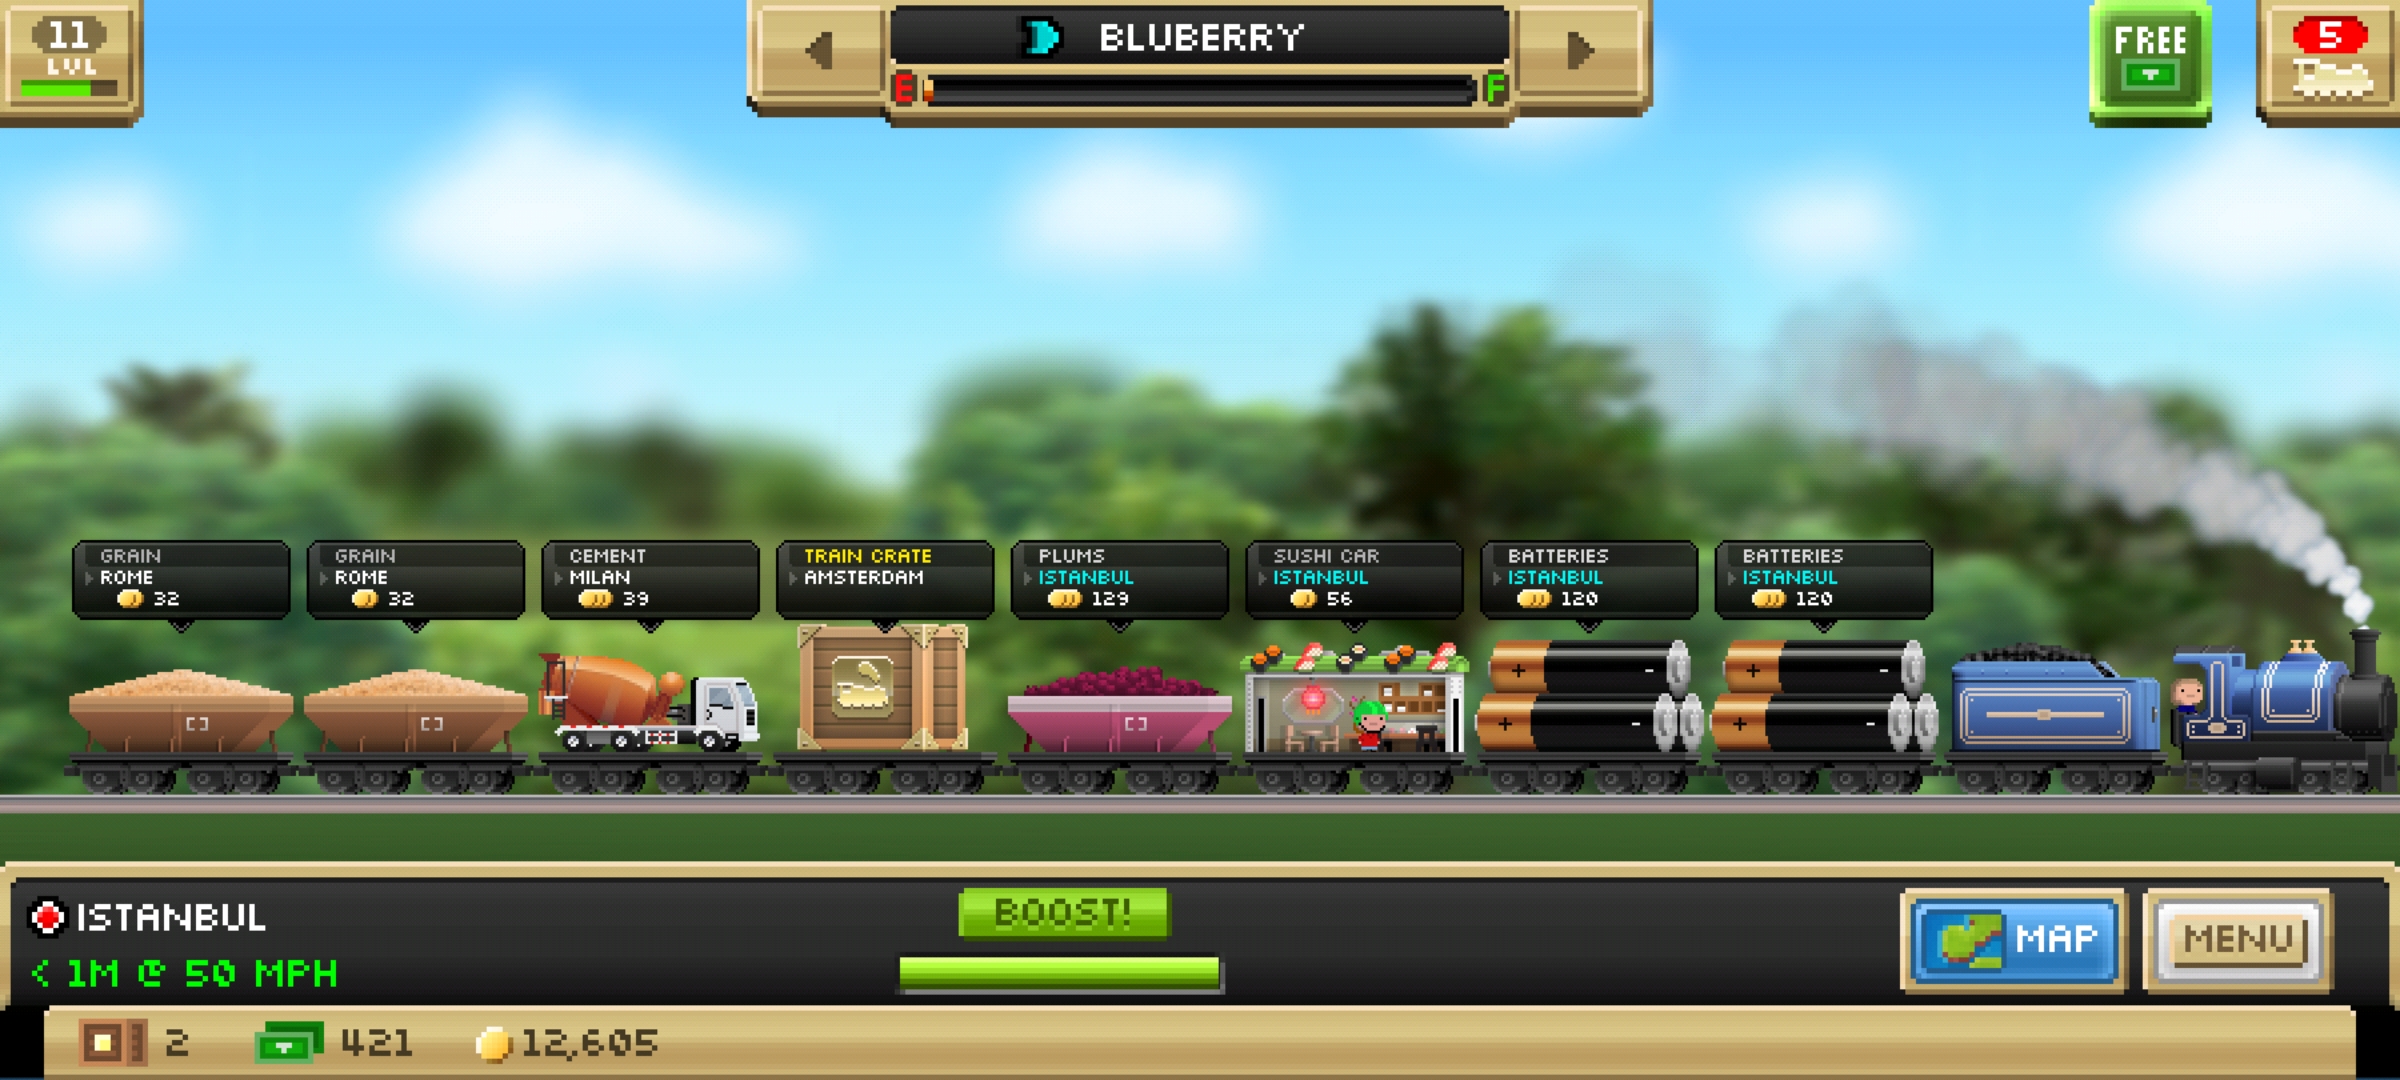 11
LVL
BLUBERRY
E
F
FREE
5
GRAIN
ROME
32
GRAIN
ROME
32
CEMENT
MILAN
39
TRAIN CRATE
AMSTERDAM
PLUMS
ISTANBUL
129
SUSHI CAR
ISTANBUL
56
BATTERIES
ISTANBUL
120
BATTERIES
ISTANBUL
120
ISTANBUL
< 1M @ 50 MPH
BOOST!
MAP
MENU
2
421
12,605